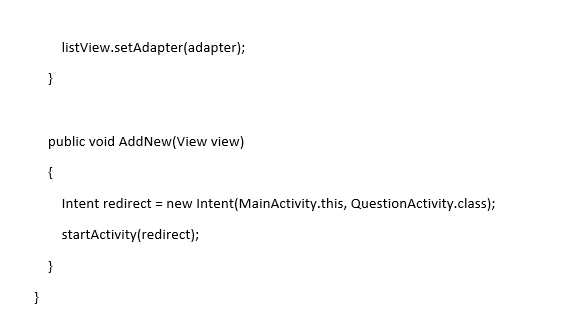 listView.setAdapter(adapter);
}
public void AddNew(View view)
{
Intent redirect = new Intent(MainActivity.this, QuestionActivity.class);
startActivity(redirect);
}
}